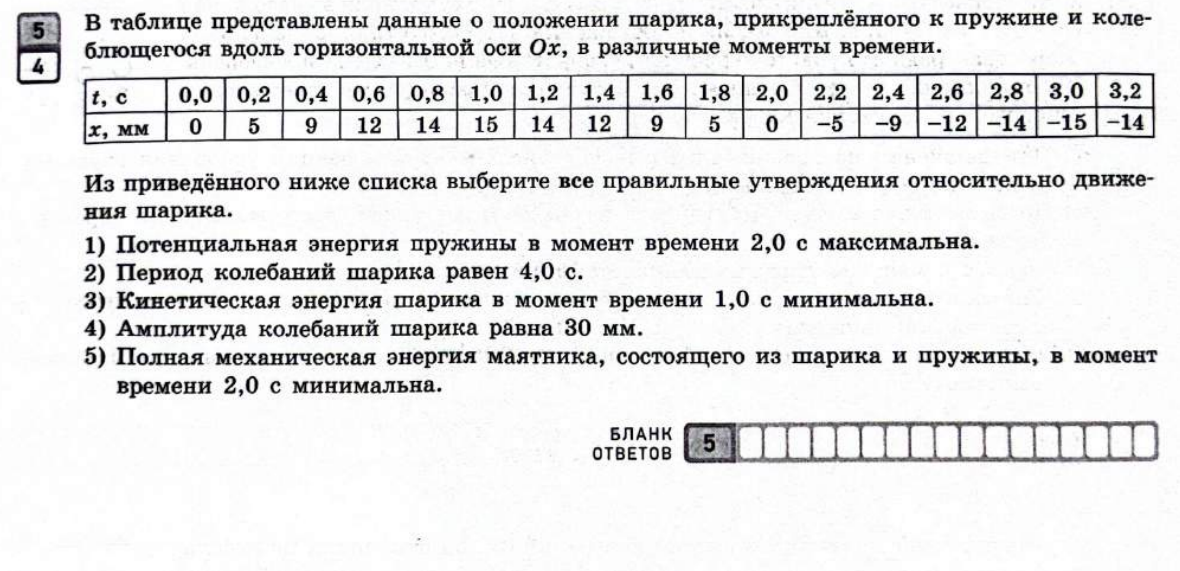 5
4
В таблице представлены данные о положении шарика, прикреплённого к пружине и коле-
блющегося вдоль горизонтальной оси Ox, в различные моменты времени.
t, с 0,0 0,2 0,4 0,6 0,8 1,0 1,2 1,4 1,6 1,8 2,0 2,2 2,4 2,6 2,8 3,0 3,2
x, мм 0 5 9 12 14 15 14 12 9 5 0 −5 −9 −12 −14 −15 −14
Из приведённого ниже списка выберите все правильные утверждения относительно движе-
ния шарика.
1) Потенциальная энергия пружины в момент времени 2,0 с максимальна.
2) Период колебаний шарика равен 4,0 с.
3) Кинетическая энергия шарика в момент времени 1,0 с минимальна.
4) Амплитуда колебаний шарика равна 30 мм.
5) Полная механическая энергия маятника, состоящего из шарика и пружины, в момент
времени 2,0 с минимальна.
БЛАНК
ОТВЕТОВ 5